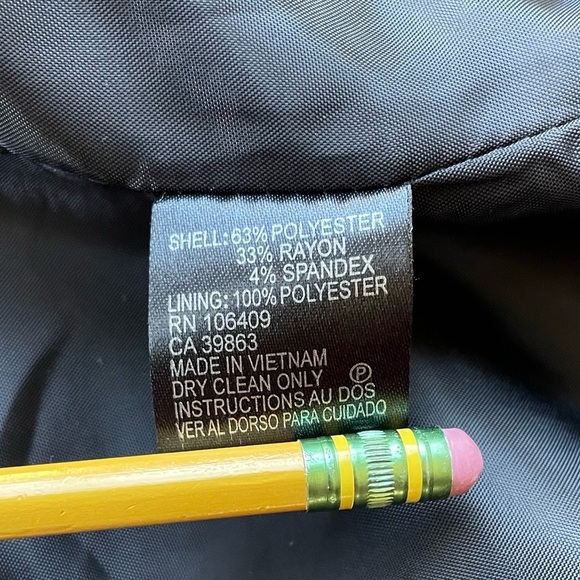 SHELL: 63% POLYESTER
33% RAYON
4% SPANDEX
LINING: 100% POLYESTER
RN 106409
CA 39863
MADE IN VIETNAM
DRY CLEAN ONLY Ⓟ
INSTRUCTIONS AU DOS
VER AL DORSO PARA CUIDADO